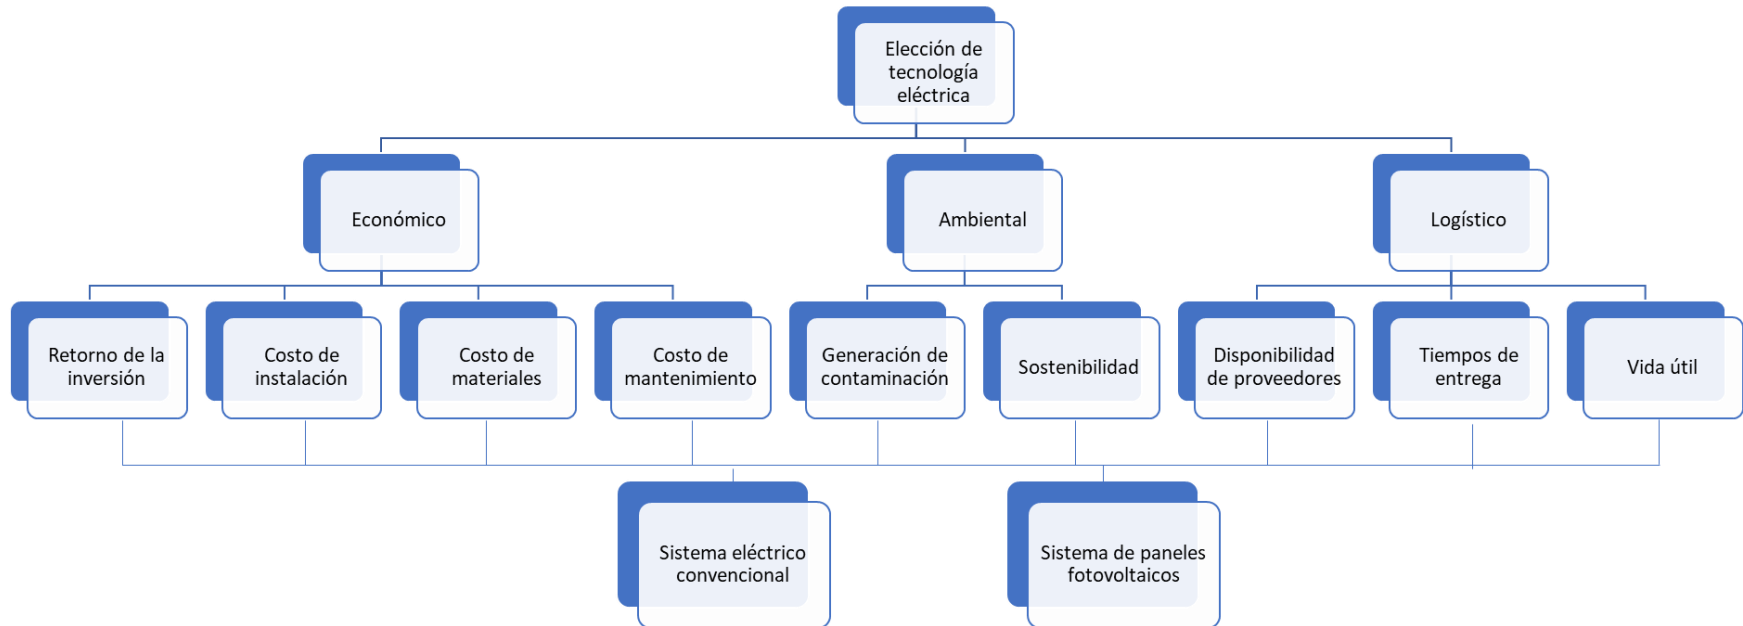 Elección de
tecnología
eléctrica
Económico
Ambiental
Logístico
Retorno de la
inversión
Costo de
instalación
Costo de
materiales
Costo de
mantenimiento
Generación de
contaminación
Sostenibilidad
Disponibilidad
de proveedores
Tiempos de
entrega
Vida útil
Sistema eléctrico
convencional
Sistema de paneles
fotovoltaicos